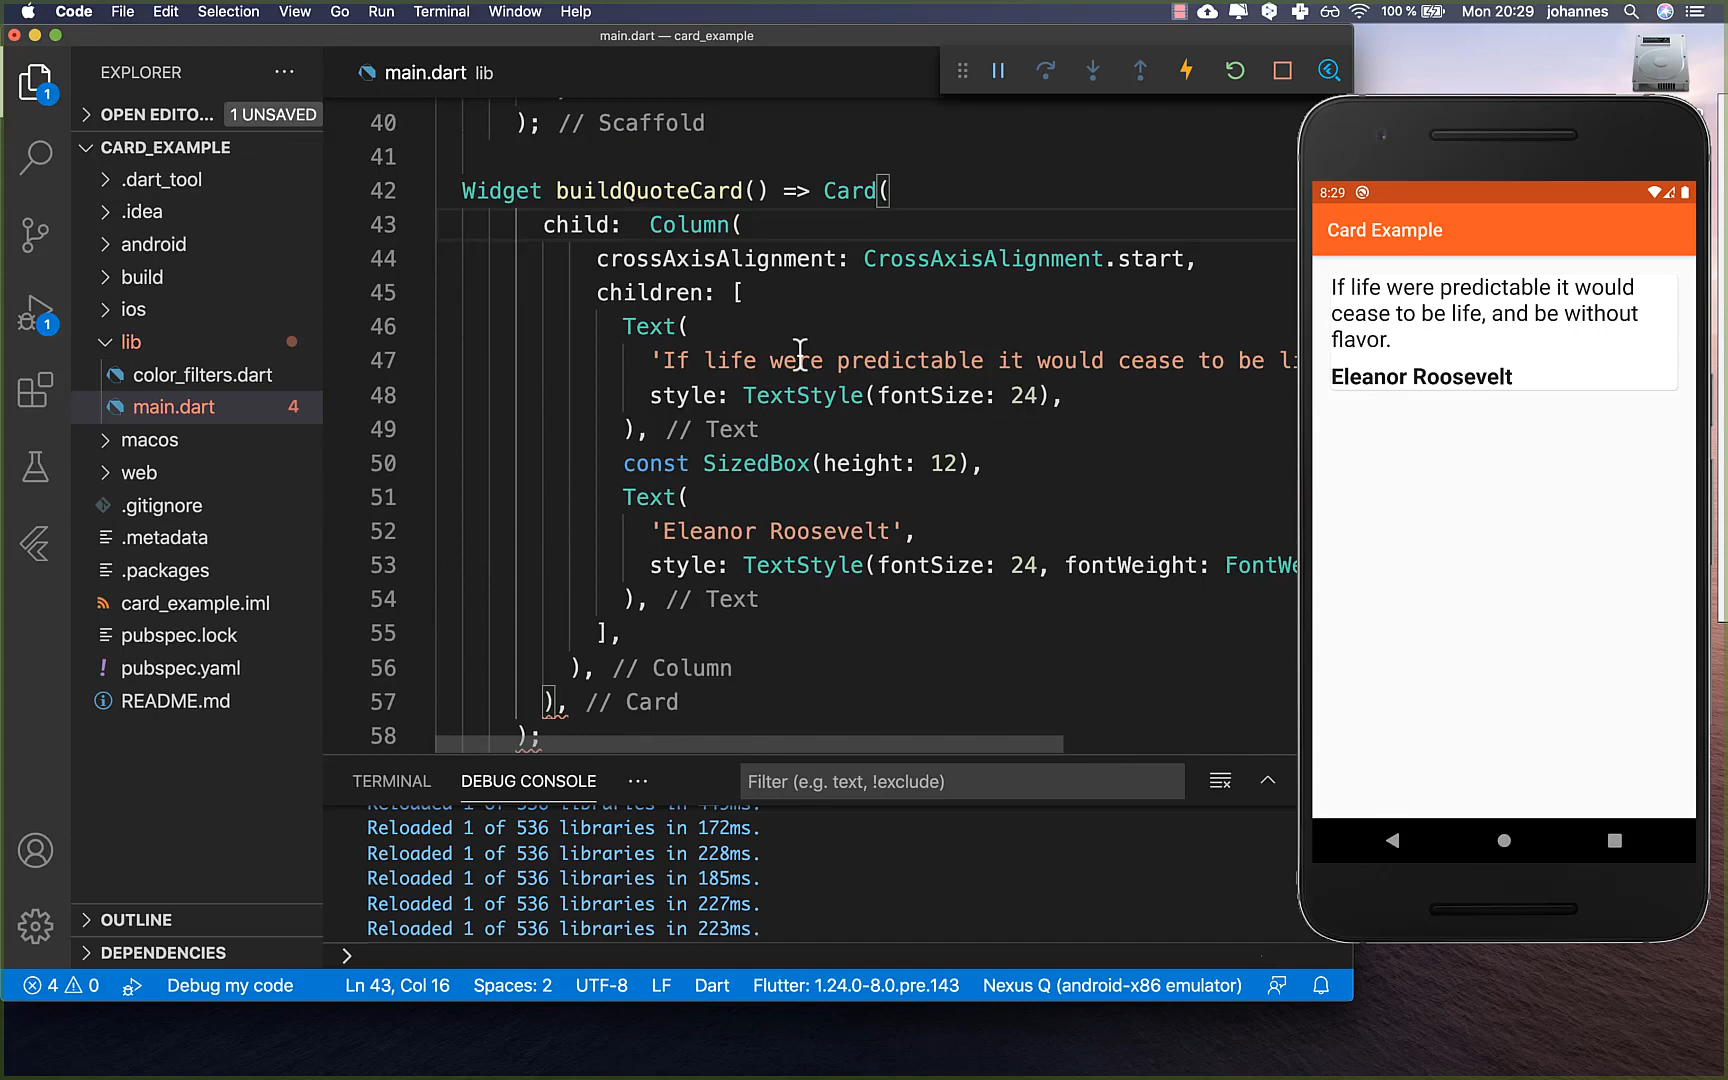 Code File Edit Selection View Go Run Terminal Window Help 100 % Mon 20:29 johannes
main.dart — card_example
EXPLORER ...
main.dart lib
OPEN EDITO... 1 UNSAVED
CARD_EXAMPLE
.dart_tool
.idea
android
build
ios
lib
color_filters.dart
main.dart 4
macos
web
.gitignore
.metadata
.packages
card_example.iml
pubspec.lock
! pubspec.yaml
README.md
OUTLINE
DEPENDENCIES
1
1
40 ); // Scaffold
41
42 Widget buildQuoteCard() => Card(
43 child:  Column(
44 crossAxisAlignment: CrossAxisAlignment.start,
45 children: [
46 Text(
47 'If life were predictable it would cease to be li
48 style: TextStyle(fontSize: 24),
49 ), // Text
50 const SizedBox(height: 12),
51 Text(
52 'Eleanor Roosevelt',
53 style: TextStyle(fontSize: 24, fontWeight: FontWe
54 ), // Text
55 ],
56 ), // Column
57 ), // Card
58 );
TERMINAL DEBUG CONSOLE ... Filter (e.g. text, !exclude)
Reloaded 1 of 536 libraries in 172ms.
Reloaded 1 of 536 libraries in 228ms.
Reloaded 1 of 536 libraries in 185ms.
Reloaded 1 of 536 libraries in 227ms.
Reloaded 1 of 536 libraries in 223ms.
4 0 Debug my code Ln 43, Col 16 Spaces: 2 UTF-8 LF Dart Flutter: 1.24.0-8.0.pre.143 Nexus Q (android-x86 emulator)
8:29
Card Example
If life were predictable it would
cease to be life, and be without
flavor.
Eleanor Roosevelt